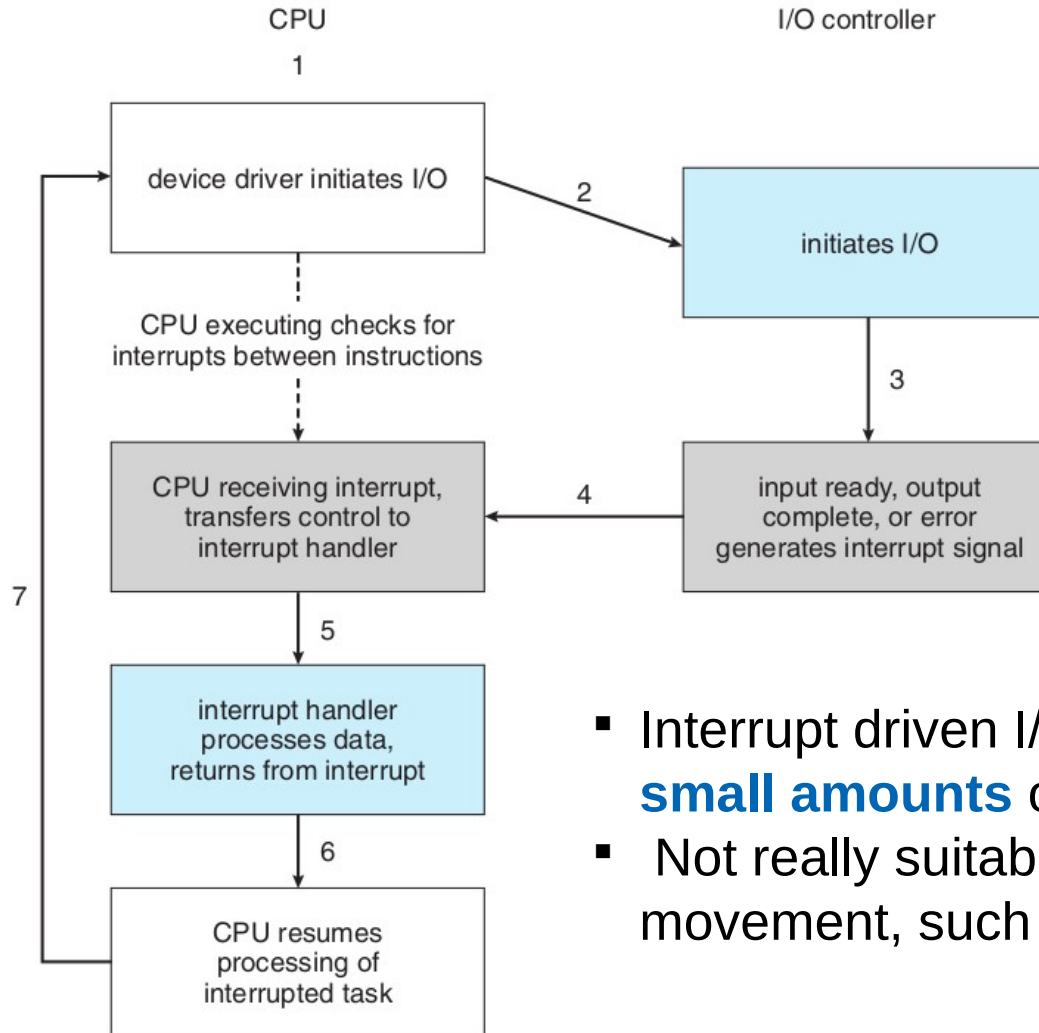 CPU
I/O controller
1
device driver initiates I/O
2
initiates I/O
CPU executing checks for
interrupts between instructions
3
CPU receiving interrupt,
transfers control to
interrupt handler
4
input ready, output
complete, or error
generates interrupt signal
7
5
interrupt handler
processes data,
returns from interrupt
6
CPU resumes
processing of
interrupted task
▪ Interrupt driven I/
small amounts
▪ Not really suitab
movement, such